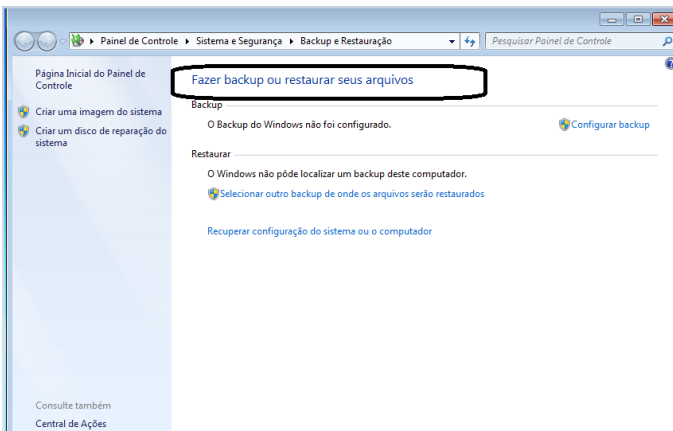 Painel de Controle ▸ Sistema e Segurança ▸ Backup e Restauração
Pesquisar Painel de Controle
Página Inicial do Painel de
Controle
Criar uma imagem do sistema
Criar um disco de reparação do
sistema
Consulte também
Central de Ações
Fazer backup ou restaurar seus arquivos
Backup
O Backup do Windows não foi configurado.
Configurar backup
Restaurar
O Windows não pôde localizar um backup deste computador.
Selecionar outro backup de onde os arquivos serão restaurados
Recuperar configuração do sistema ou o computador